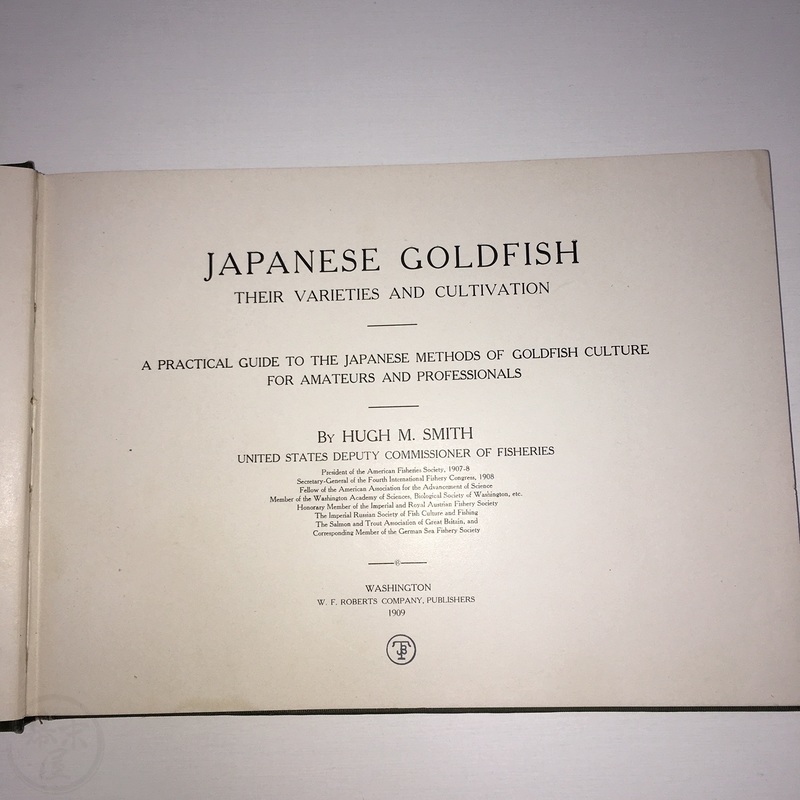 JAPANESE GOLDFISH
THEIR VARIETIES AND CULTIVATION
A PRACTICAL GUIDE TO THE JAPANESE METHODS OF GOLDFISH CULTURE
FOR AMATEURS AND PROFESSIONALS
By HUGH M. SMITH
UNITED STATES DEPUTY COMMISSIONER OF FISHERIES
President of the American Fisheries Society, 1907-8
Secretary-General of the Fourth International Fishery Congress, 1908
Fellow of the American Association for the Advancement of Science
Member of the Washington Academy of Sciences, Biological Society of Washington, etc.
Honorary Member of the Imperial and Royal Austrian Fishery Society
The Imperial Russian Society of Fish Culture and Fishing
The Salmon and Trout Association of Great Britain, and
Corresponding Member of the German Sea Fishery Society
WASHINGTON
W. F. ROBERTS COMPANY, PUBLISHERS
1909